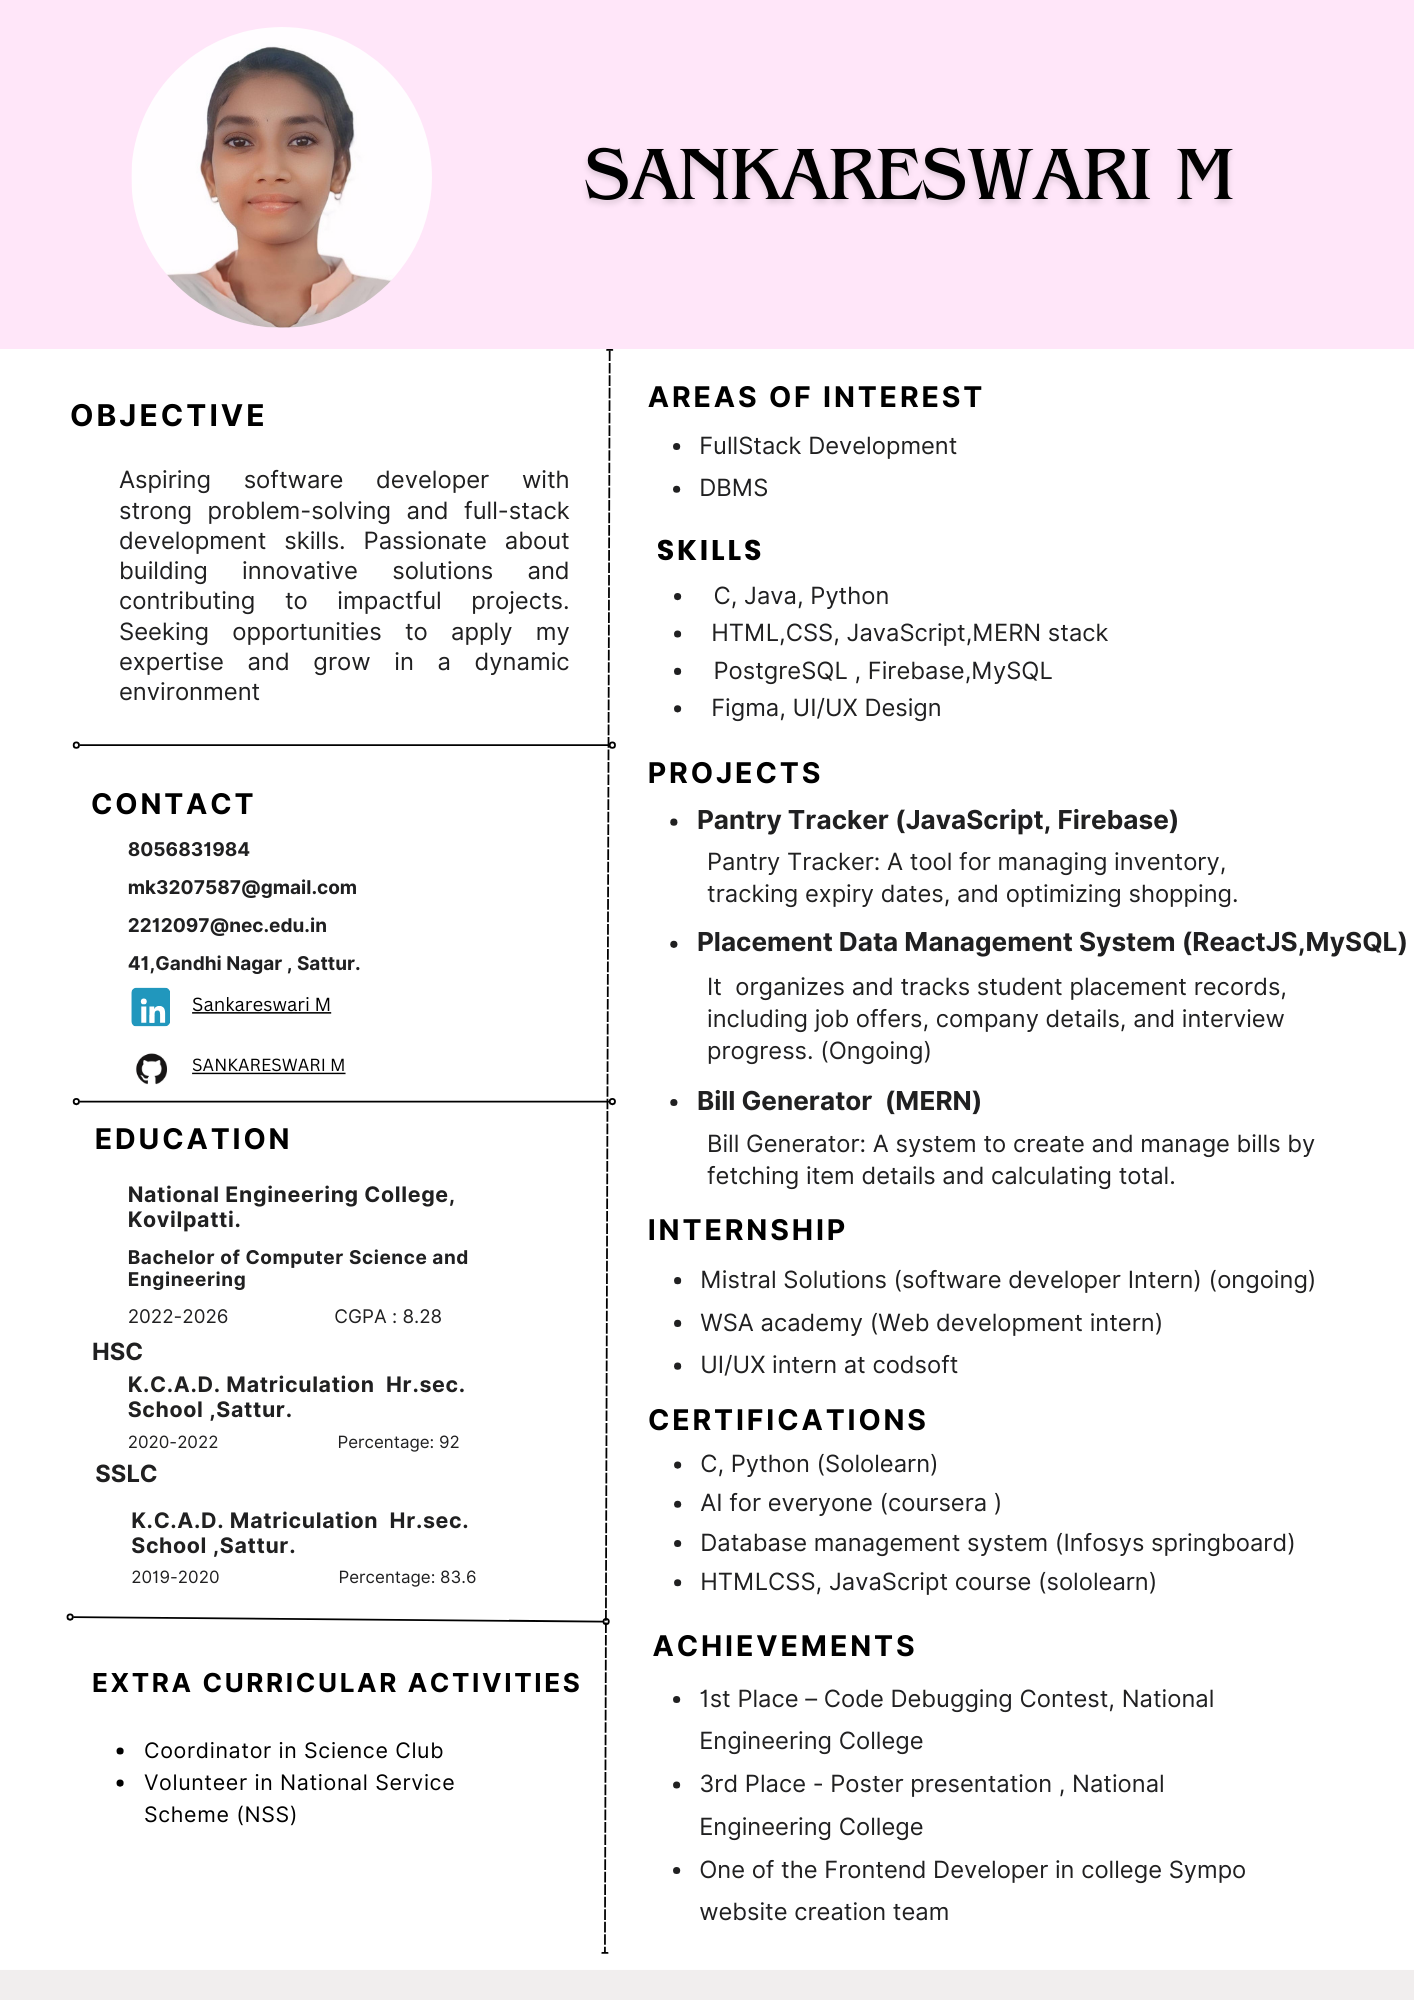 SANKARESWARI M
OBJECTIVE
Aspiring software developer with
strong problem-solving and full-stack
development skills. Passionate about
building innovative solutions and
contributing to impactful projects.
Seeking opportunities to apply my
expertise and grow in a dynamic
environment
CONTACT
8056831984
mk3207587@gmail.com
2212097@nec.edu.in
41,Gandhi Nagar , Sattur.
in
Sankareswari M
SANKARESWARI M
EDUCATION
National Engineering College,
Kovilpatti.
Bachelor of Computer Science and
Engineering
2022-2026 CGPA : 8.28
HSC
K.C.A.D. Matriculation  Hr.sec.
School ,Sattur.
2020-2022 Percentage: 92
SSLC
K.C.A.D. Matriculation  Hr.sec.
School ,Sattur.
2019-2020 Percentage: 83.6
EXTRA CURRICULAR ACTIVITIES
• Coordinator in Science Club
• Volunteer in National Service
Scheme (NSS)
AREAS OF INTEREST
• FullStack Development
• DBMS
SKILLS
• C, Java, Python
• HTML,CSS, JavaScript,MERN stack
• PostgreSQL , Firebase,MySQL
• Figma, UI/UX Design
PROJECTS
• Pantry Tracker (JavaScript, Firebase)
Pantry Tracker: A tool for managing inventory,
tracking expiry dates, and optimizing shopping.
• Placement Data Management System (ReactJS,MySQL)
It  organizes and tracks student placement records,
including job offers, company details, and interview
progress. (Ongoing)
• Bill Generator  (MERN)
Bill Generator: A system to create and manage bills by
fetching item details and calculating total.
INTERNSHIP
• Mistral Solutions (software developer Intern) (ongoing)
• WSA academy (Web development intern)
• UI/UX intern at codsoft
CERTIFICATIONS
• C, Python (Sololearn)
• AI for everyone (coursera )
• Database management system (Infosys springboard)
• HTMLCSS, JavaScript course (sololearn)
ACHIEVEMENTS
• 1st Place – Code Debugging Contest, National
Engineering College
• 3rd Place - Poster presentation , National
Engineering College
• One of the Frontend Developer in college Sympo
website creation team